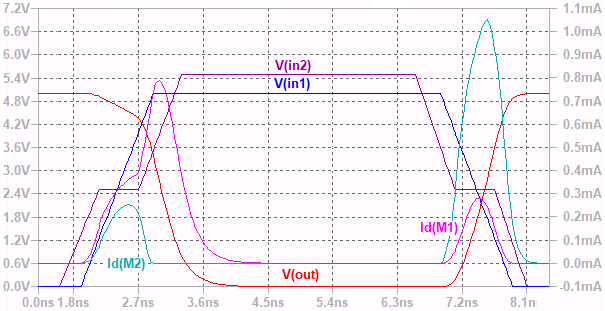 7.2V 1.1mA
6.6V 1.0mA
6.0V 0.9mA
5.4V V(in2) 0.8mA
4.8V V(in1) 0.7mA
4.2V 0.6mA
3.6V 0.5mA
3.0V 0.4mA
2.4V 0.3mA
1.8V 0.2mA
1.2V Id(M2) Id(M1) 0.1mA
0.6V V(out) 0.0mA
0.0V -0.1mA
0.0ns 1.8ns 2.7ns 3.6ns 4.5ns 5.4ns 6.3ns 7.2ns 8.1n